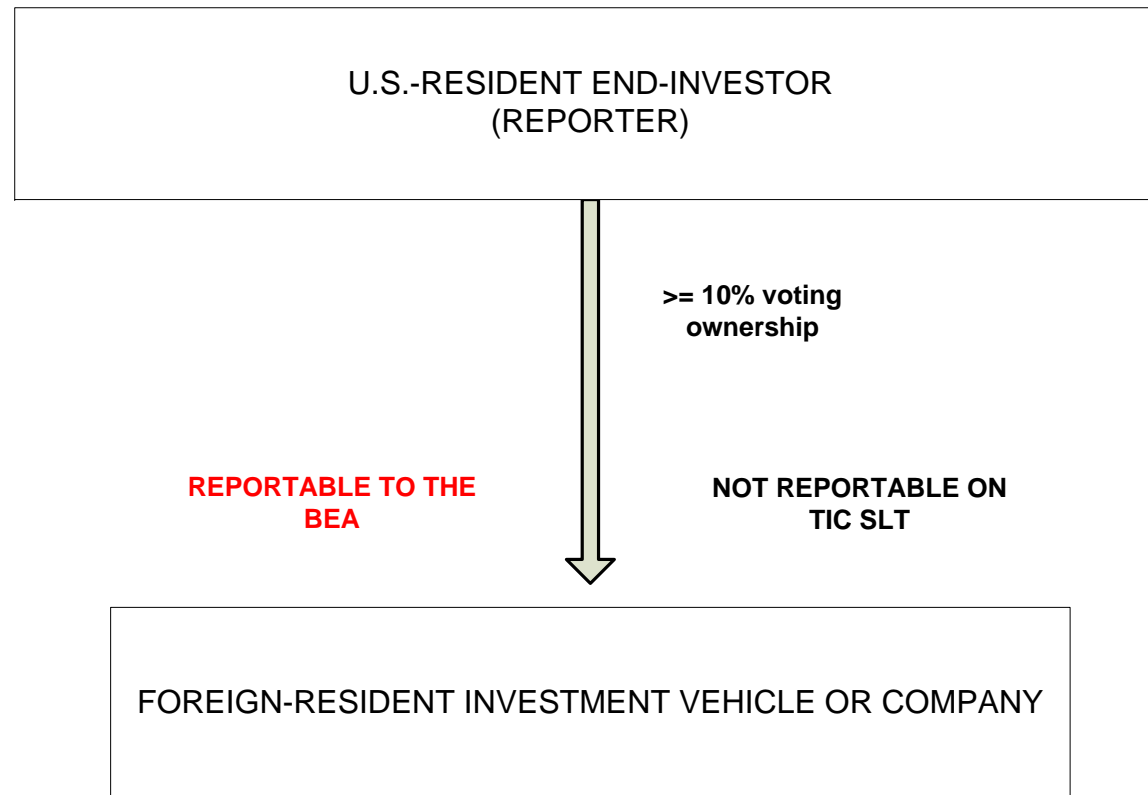 U.S.-RESIDENT END-INVESTOR
(REPORTER)
>= 10% voting
ownership
REPORTABLE TO THE
BEA
NOT REPORTABLE ON
TIC SLT
FOREIGN-RESIDENT INVESTMENT VEHICLE OR COMPANY